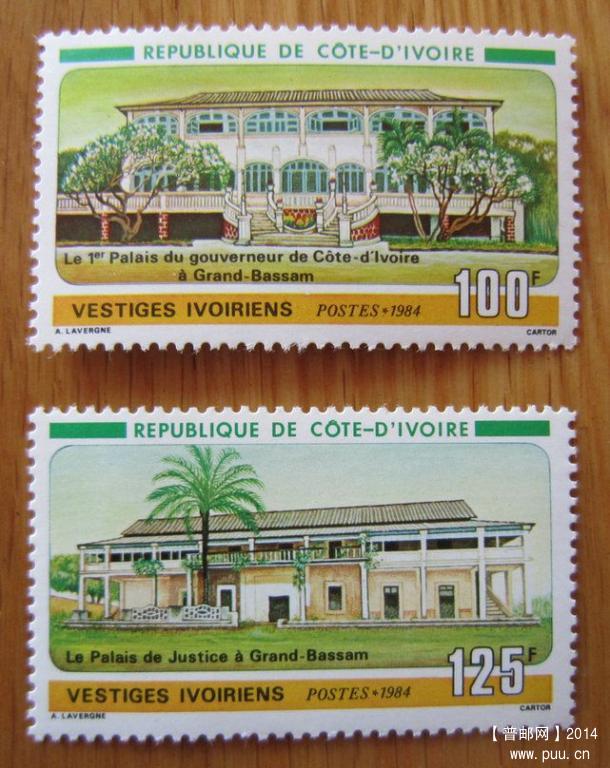 REPUBLIQUE DE CÔTE-D'IVOIRE
Le 1er Palais du gouverneur de Côte-d'Ivoire
à Grand-Bassam
100F
VESTIGES IVOIRIENS POSTES*1984
A. LAVERGNE CARTOR
REPUBLIQUE DE CÔTE-D'IVOIRE
Le Palais de Justice à Grand-Bassam
125F
VESTIGES IVOIRIENS POSTES*1984
A. LAVERGNE CARTOR
【普邮网】2014
www.puu.cn